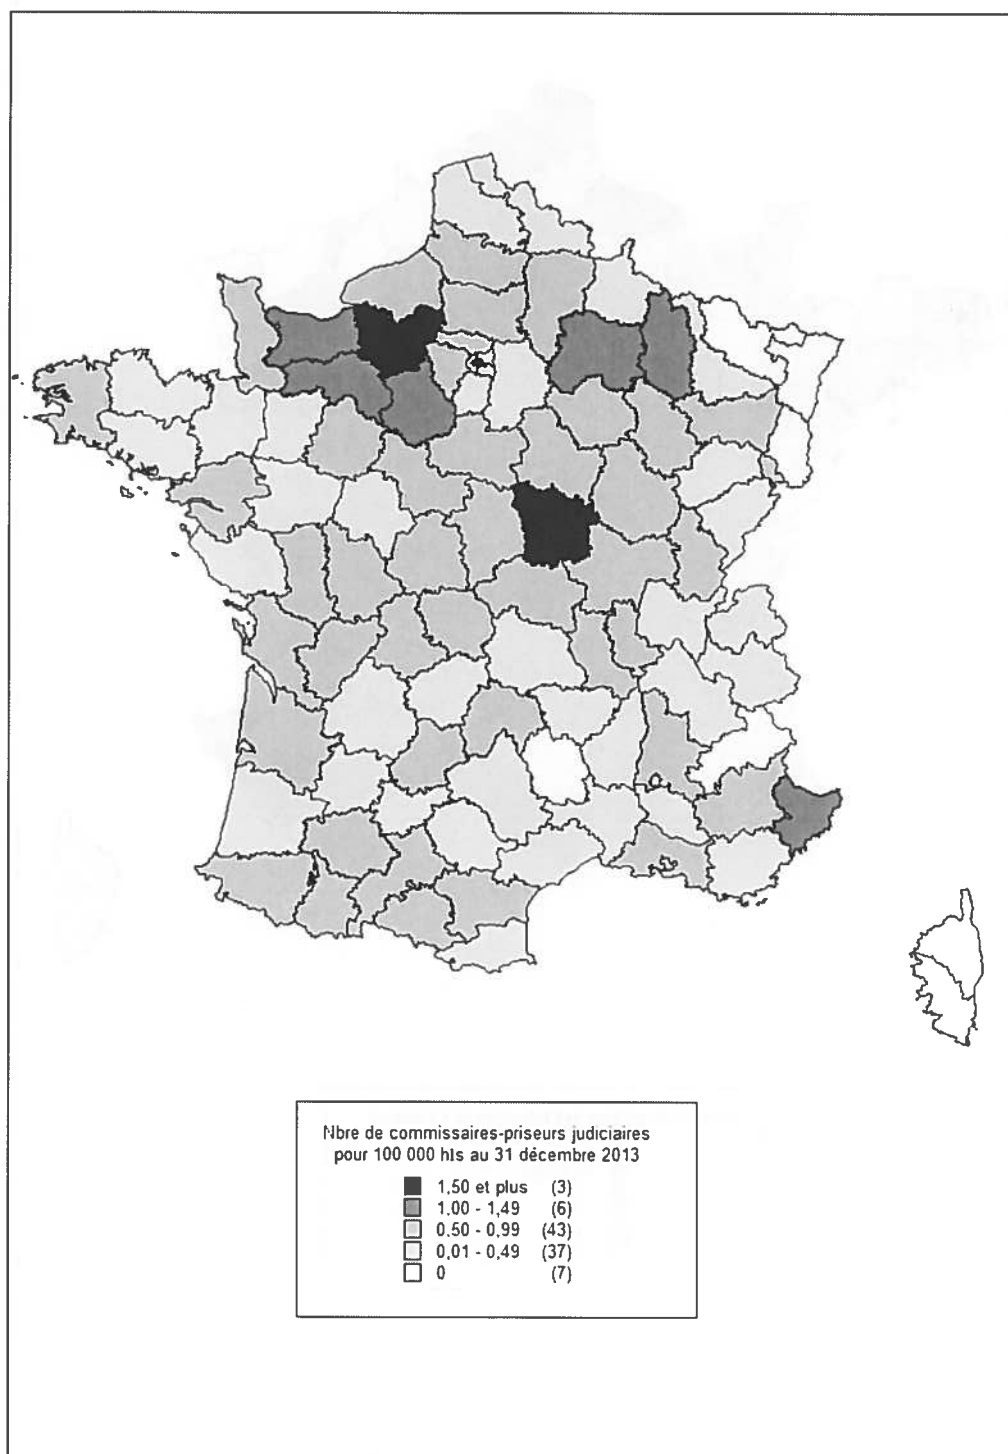 Nbre de commissaires-priseurs judiciaires
pour 100 000 hts au 31 décembre 2013
1,50 et plus (3)
1,00 - 1,49 (6)
0,50 - 0,99 (43)
0,01 - 0,49 (37)
0 (7)